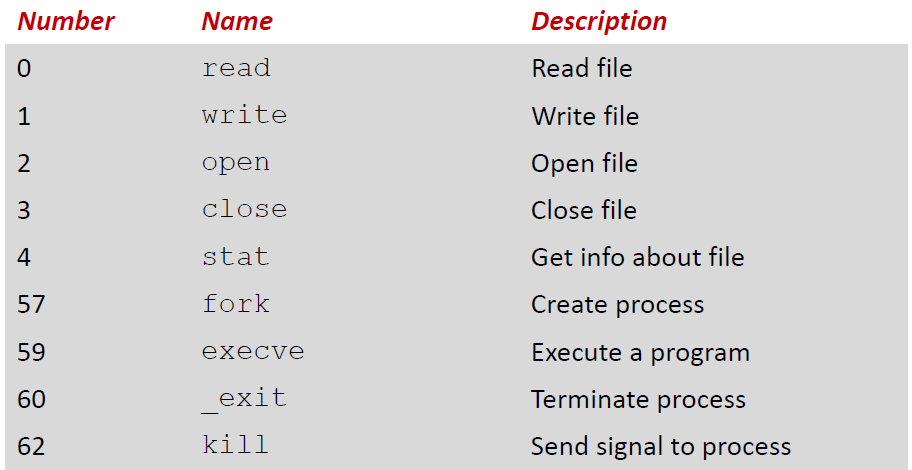 Number Name Description
0 read Read file
1 write Write file
2 open Open file
3 close Close file
4 stat Get info about file
57 fork Create process
59 execve Execute a program
60 _exit Terminate process
62 kill Send signal to process